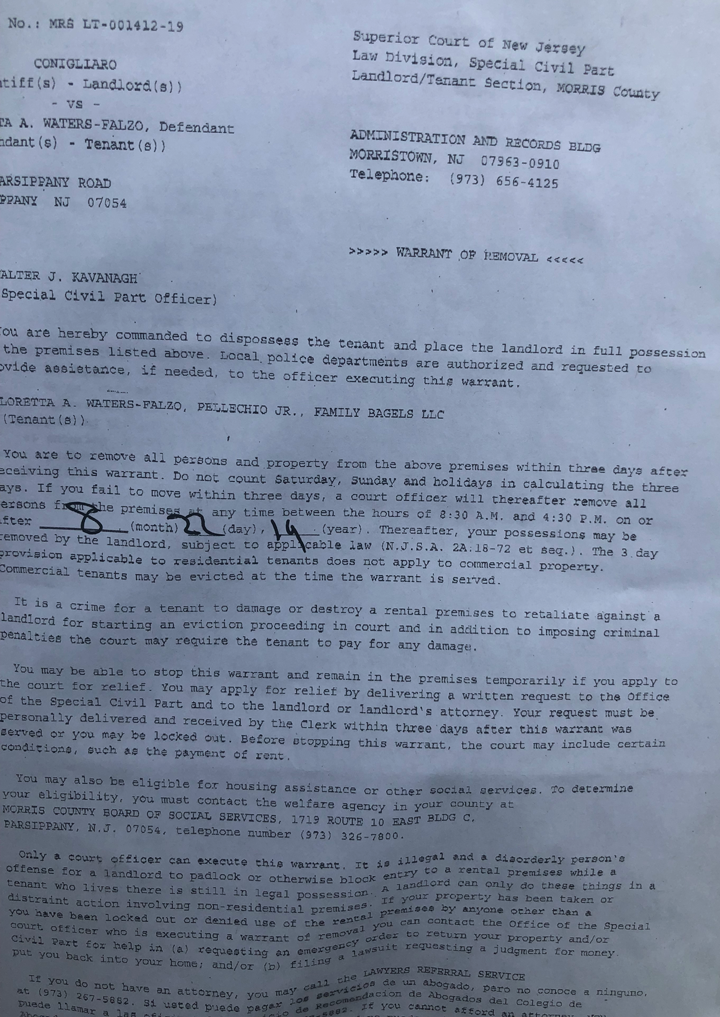 No.: MRS LT-001412-19
Superior Court of New Jersey
Law Division, Special Civil Part
Landlord/Tenant Section, MORRIS County
CONIGLIARO
tiff(s) - Landlord(s))
- vs -
TA A. WATERS-FALZO, Defendant
ndant(s) - Tenant(s))
ADMINISTRATION AND RECORDS BLDG
MORRISTOWN, NJ 07963-0910
Telephone: (973) 656-4125
ARSIPPANY ROAD
PPANY NJ 07054
>>>>> WARRANT OF REMOVAL <<<<<
ALTER J. KAVANAGH
Special Civil Part Officer)
ou are hereby commanded to dispossess the tenant and place the landlord in full possession
the premises listed above. Local police departments are authorized and requested to
ovide assistance, if needed, to the officer executing this warrant.
LORETTA A. WATERS-FALZO, PELLECHIO JR., FAMILY BAGELS LLC
(Tenant(s))
You are to remove all persons and property from the above premises within three days after
eceiving this warrant. Do not count Saturday, Sunday and holidays in calculating the three
ays. If you fail to move within three days, a court officer will thereafter remove all
ersons from the premises at any time between the hours of 8:30 A.M. and 4:30 P.M. on or
fter 8 (month) 22 (day), 19 (year). Thereafter, your possessions may be
removed by the landlord, subject to applicable law (N.J.S.A. 2A:18-72 et seq.). The 3 day
provision applicable to residential tenants does not apply to commercial property.
Commercial tenants may be evicted at the time the warrant is served.
It is a crime for a tenant to damage or destroy a rental premises to retaliate against a
landlord for starting an eviction proceeding in court and in addition to imposing criminal
penalties the court may require the tenant to pay for any damage.
You may be able to stop this warrant and remain in the premises temporarily if you apply to
the court for relief. You may apply for relief by delivering a written request to the Office
of the Special Civil Part and to the landlord or landlord's attorney. Your request must be
personally delivered and received by the Clerk within three days after this warrant was
served or you may be locked out. Before stopping this warrant, the court may include certain
conditions, such as the payment of rent.
You may also be eligible for housing assistance or other social services. To determine
your eligibility, you must contact the welfare agency in your county at
MORRIS COUNTY BOARD OF SOCIAL SERVICES, 1719 ROUTE 10 EAST BLDG C,
PARSIPPANY, N.J. 07054, telephone number (973) 326-7800.
Only a court officer can execute this warrant. It is illegal and a disorderly person's
offense for a landlord to padlock or otherwise block entry to a rental premises while a
tenant who lives there is still in legal possession. A landlord can only do these things in a
distraint action involving non-residential premises. If your property has been taken or
you have been locked out or denied use of the rental premises by anyone other than a
court officer who is executing a warrant of removal you can contact the Office of the Special
Civil Part for help in (a) requesting an emergency order to return your property and/or
put you back into your home; and/or (b) filing a lawsuit requesting a judgment for money.
If you do not have an attorney, you may call the LAWYERS REFERRAL SERVICE
at (973) 267-5882. Si usted puede pagar los servicios de un abogado, paro no conoce a ninguno,
puede llamar a las de Recomendacion de Abogados del Colegio de
If you cannot afford an attorney,